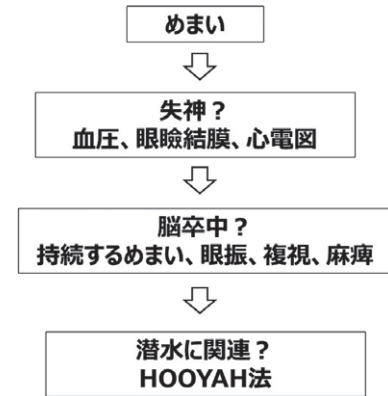 めまい
失神？
血圧、眼瞼結膜、心電図
脳卒中？
持続するめまい、眼振、複視、麻痺
潜水に関連？
HOOYAH法